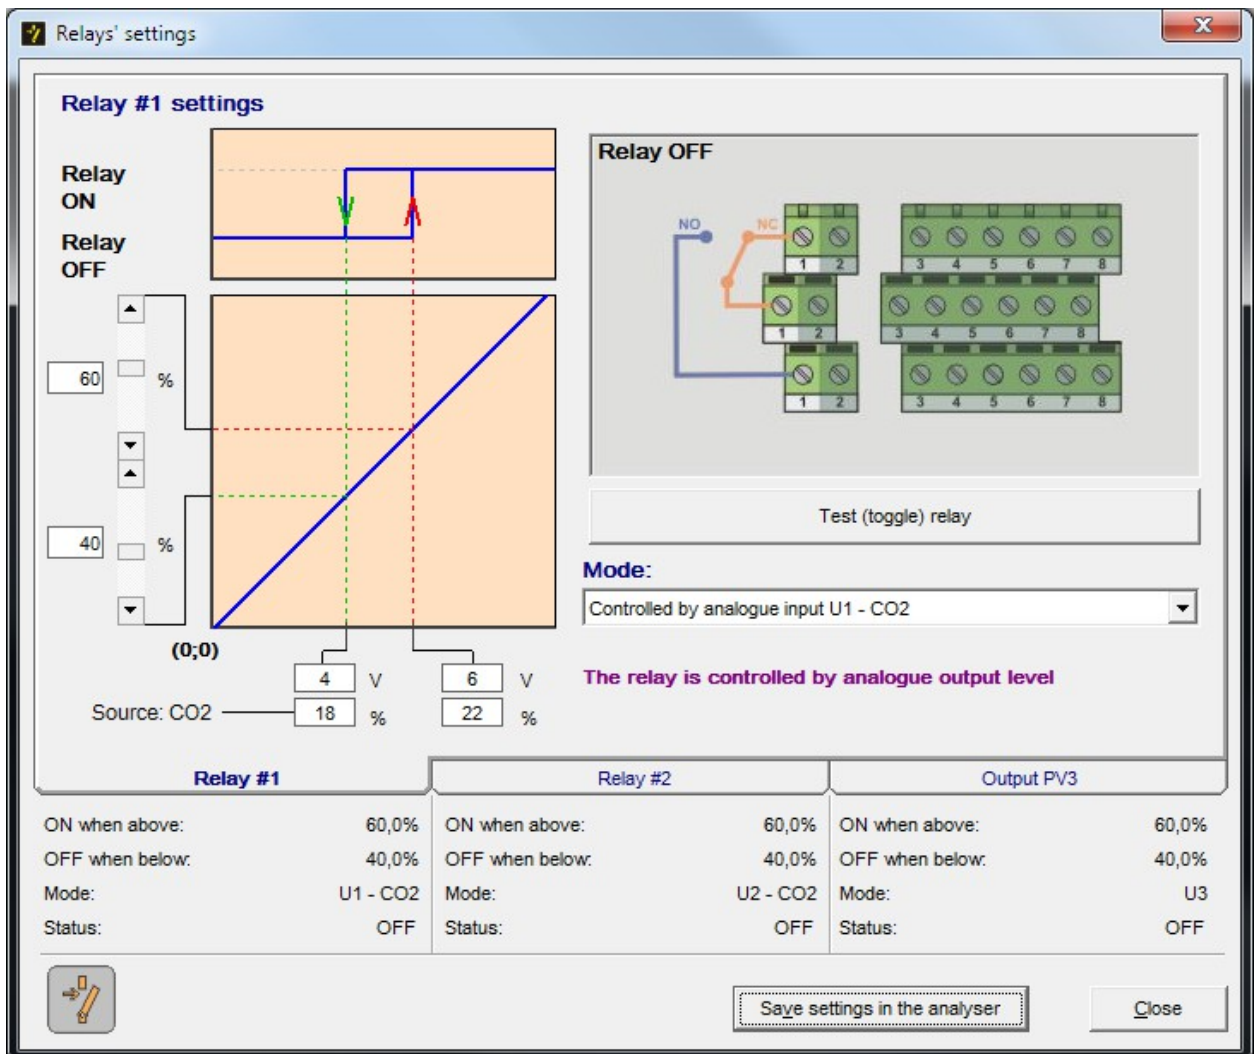 Relays' settings
Relay #1 settings
Relay
ON
Relay
OFF
60 %
40 %
(0;0)
4 V 6 V
Source: CO2 18 % 22 %
Relay OFF
NO NC
1 2 3 4 5 6 7 8
1 2 3 4 5 6 7 8
1 2 3 4 5 6 7 8
Test (toggle) relay
Mode:
Controlled by analogue input U1 - CO2
The relay is controlled by analogue output level
Relay #1 Relay #2 Output PV3
ON when above: 60,0% ON when above: 60,0% ON when above: 60,0%
OFF when below: 40,0% OFF when below: 40,0% OFF when below: 40,0%
Mode: U1 - CO2 Mode: U2 - CO2 Mode: U3
Status: OFF Status: OFF Status: OFF
Save settings in the analyser Close